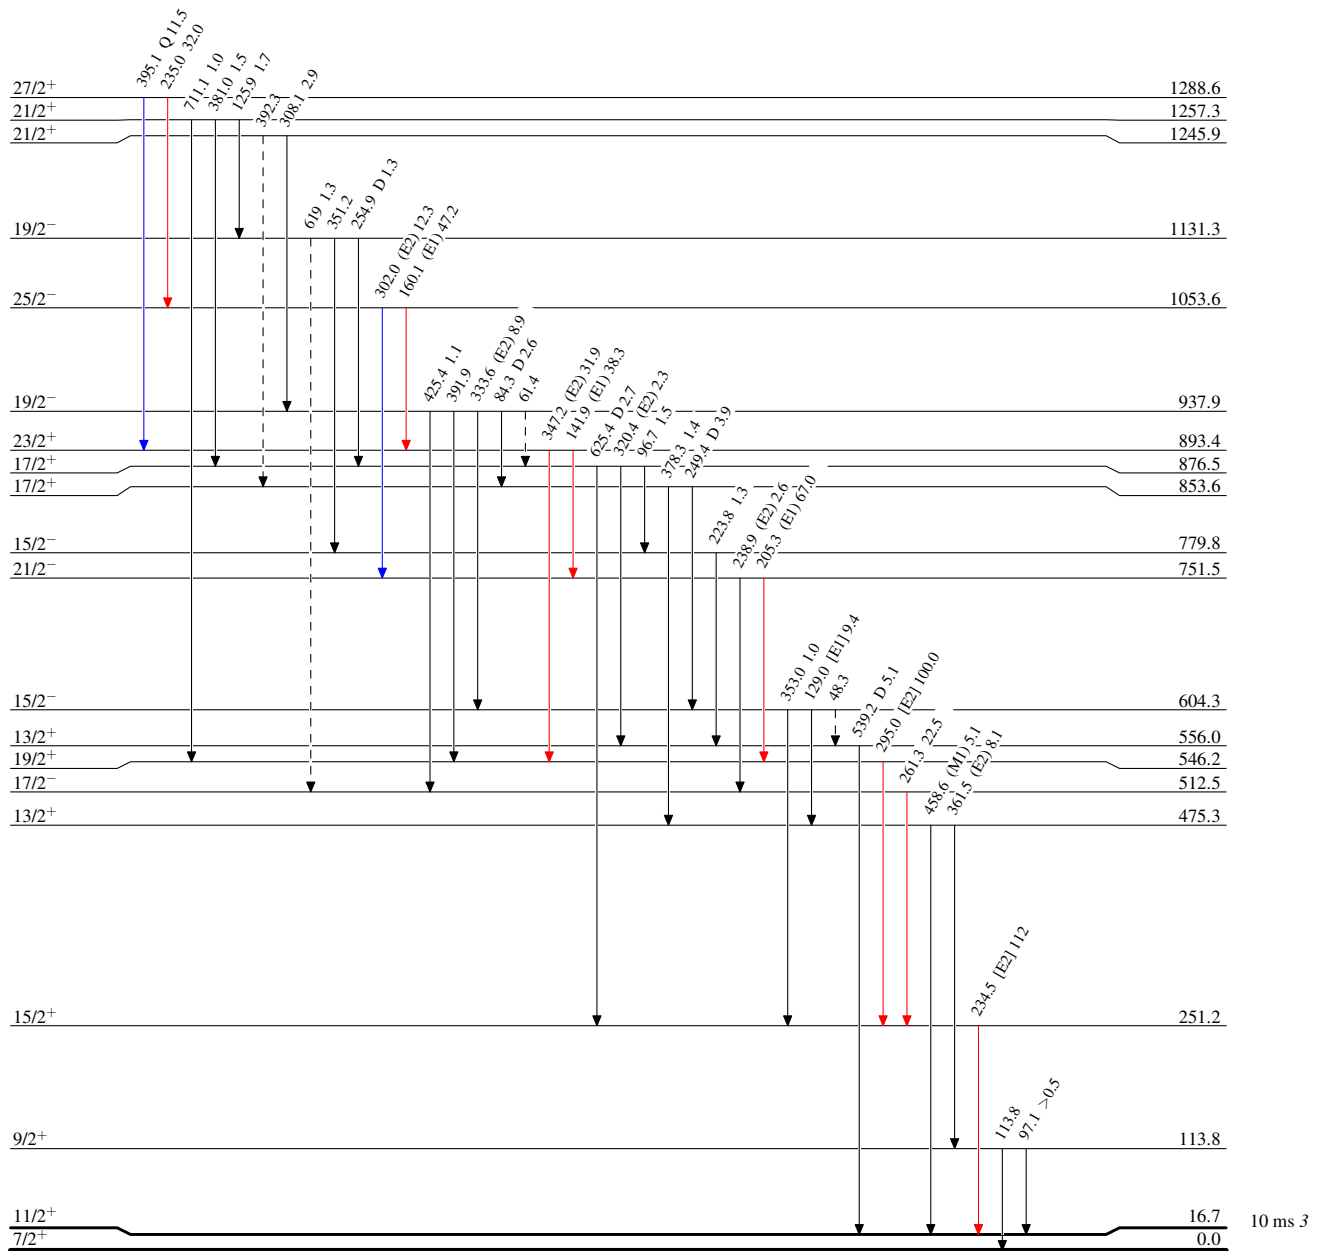 395.1 Q 11.5
235.0 32.0
711.1 1.0
381.0 1.5
125.9 1.7
392.3
308.1 2.9
27/2+ 1288.6
21/2+ 1257.3
21/2+ 1245.9
619 1.3
351.2
254.9 D 1.3
19/2− 1131.3
302.0 (E2) 12.3
160.1 (E1) 47.2
25/2− 1053.6
425.4 1.1
391.9
333.6 (E2) 8.9
84.3 D 2.6
61.4
19/2− 937.9
347.2 (E2) 31.9
141.9 (E1) 38.3
23/2+ 893.4
625.4 D 2.7
320.4 (E2) 2.3
96.7 1.5
17/2+ 876.5
378.3 1.4
249.4 D 3.9
17/2+ 853.6
223.8 1.3
15/2− 779.8
238.9 (E2) 2.6
205.3 (E1) 67.0
21/2− 751.5
353.0 1.0
129.0 [E1] 9.4
48.3
15/2− 604.3
539.2 D 5.1
13/2+ 556.0
295.0 [E2] 100.0
19/2+ 546.2
261.3 22.5
17/2− 512.5
458.6 (M1) 5.1
361.5 (E2) 8.1
13/2+ 475.3
234.5 [E2] 112
15/2+ 251.2
113.8
97.1 >0.5
9/2+ 113.8
11/2+ 16.7 10 ms 3
7/2+ 0.0